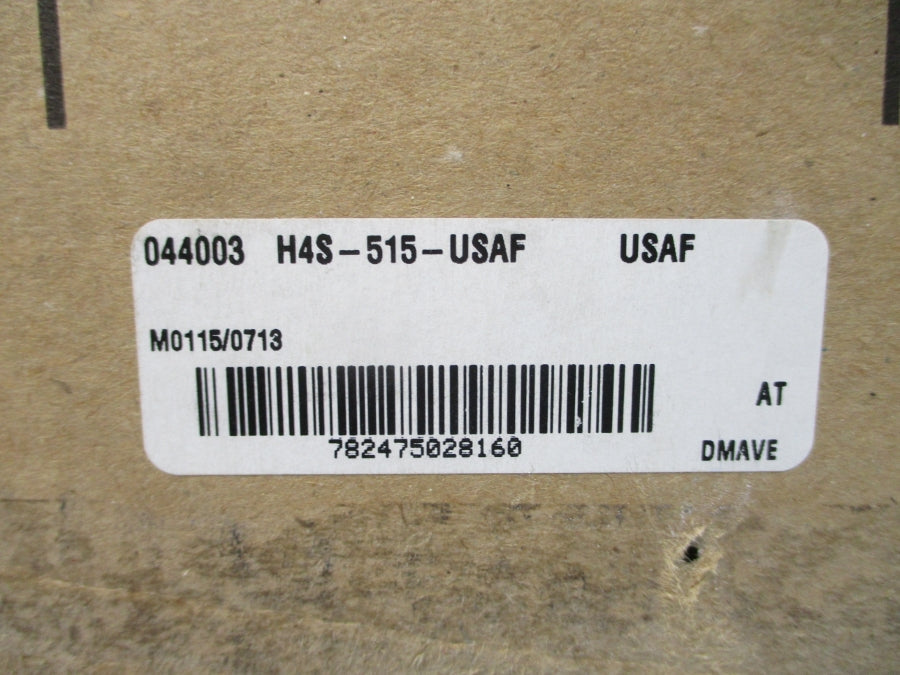 044003 H4S-515-USAF USAF
M0115/0713
782475028160
AT
DMAVE